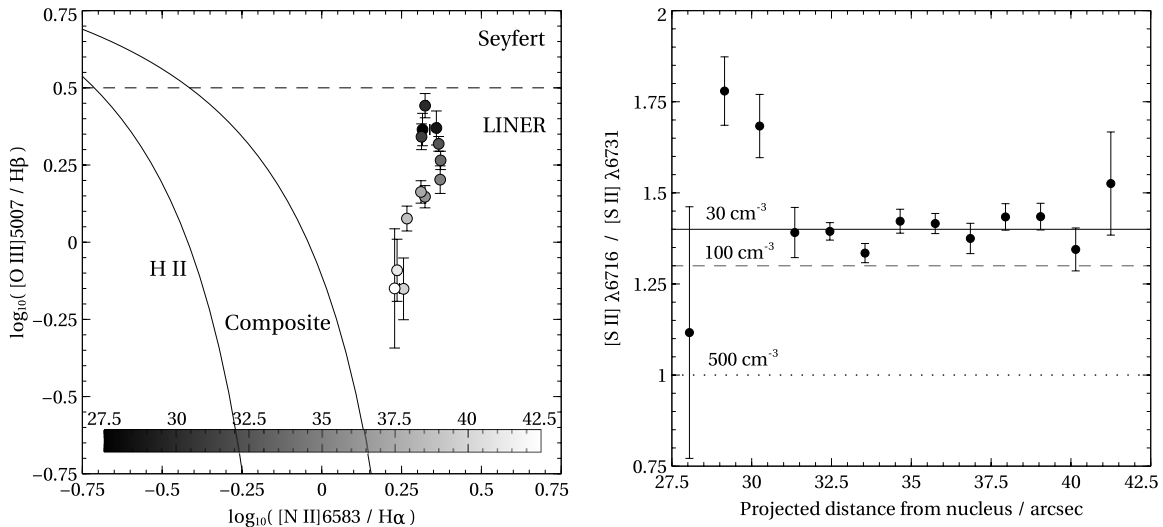 0.75
0.5
0.25
0
−0.25
−0.5
−0.75
log₁₀( [O III]5007 / Hβ )
Seyfert
LINER
H II
Composite
27.5 30 32.5 35 37.5 40 42.5
−0.75 −0.5 −0.25 0 0.25 0.5 0.75
log₁₀( [N II]6583 / Hα )
2
1.75
1.5
1.25
1
0.75
[S II] λ6716 / [S II] λ6731
30 cm⁻³
100 cm⁻³
500 cm⁻³
27.5 30 32.5 35 37.5 40 42.5
Projected distance from nucleus / arcsec